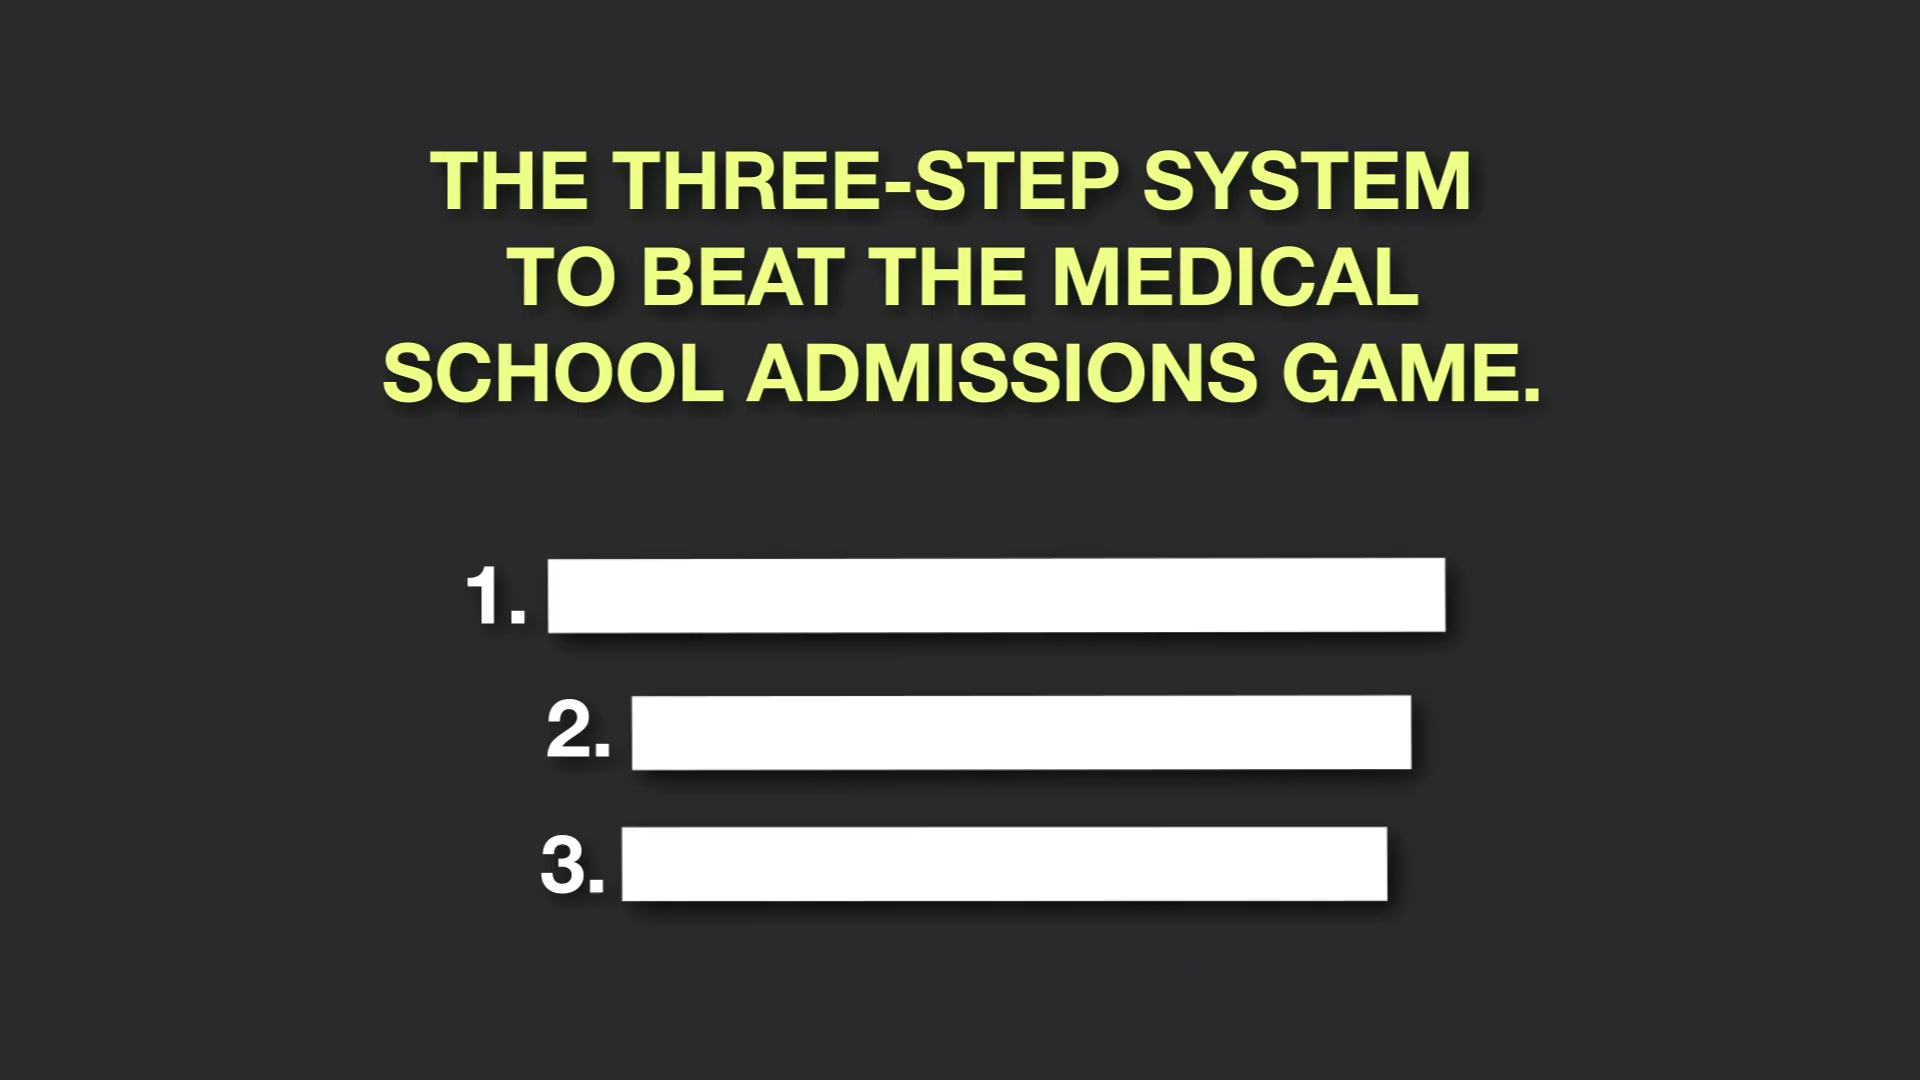 THE THREE-STEP SYSTEM
TO BEAT THE MEDICAL
SCHOOL ADMISSIONS GAME.
1.
2.
3.